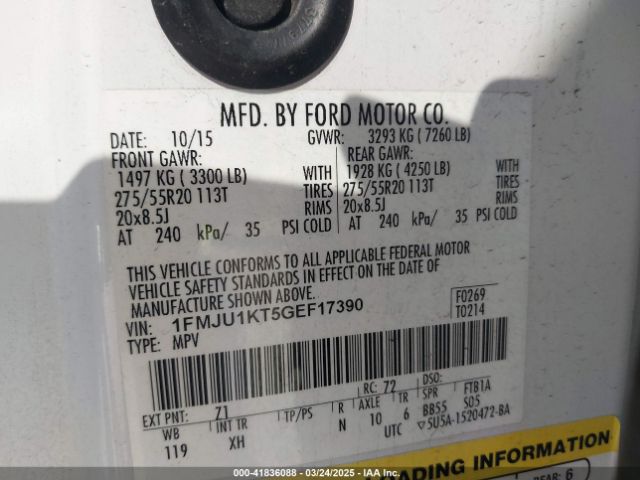 MFD. BY FORD MOTOR CO.
DATE: 10/15 GVWR: 3293 KG ( 7260 LB)
FRONT GAWR: REAR GAWR:
1497 KG ( 3300 LB) WITH 1928 KG ( 4250 LB) WITH
275/55R20 113T TIRES 275/55R20 113T TIRES
20x8.5J RIMS 20x8.5J RIMS
AT 240 kPa/ 35 PSI COLD AT 240 kPa/ 35 PSI COLD
THIS VEHICLE CONFORMS TO ALL APPLICABLE FEDERAL MOTOR
VEHICLE SAFETY STANDARDS IN EFFECT ON THE DATE OF
MANUFACTURE SHOWN ABOVE.
VIN: 1FMJU1KT5GEF17390 F0269
TYPE: MPV T0214
EXT PNT: Z1 RC: 72 DSO:
WB INT TR TP/PS R AXLE TR SPR FTB1A
119 XH N 10 6 BB55 S05
UTC ▽5U5A-1520472-BA
LOADING INFORMATION
REAR: 6
000-41836088 — 03/24/2025 — IAA Inc.